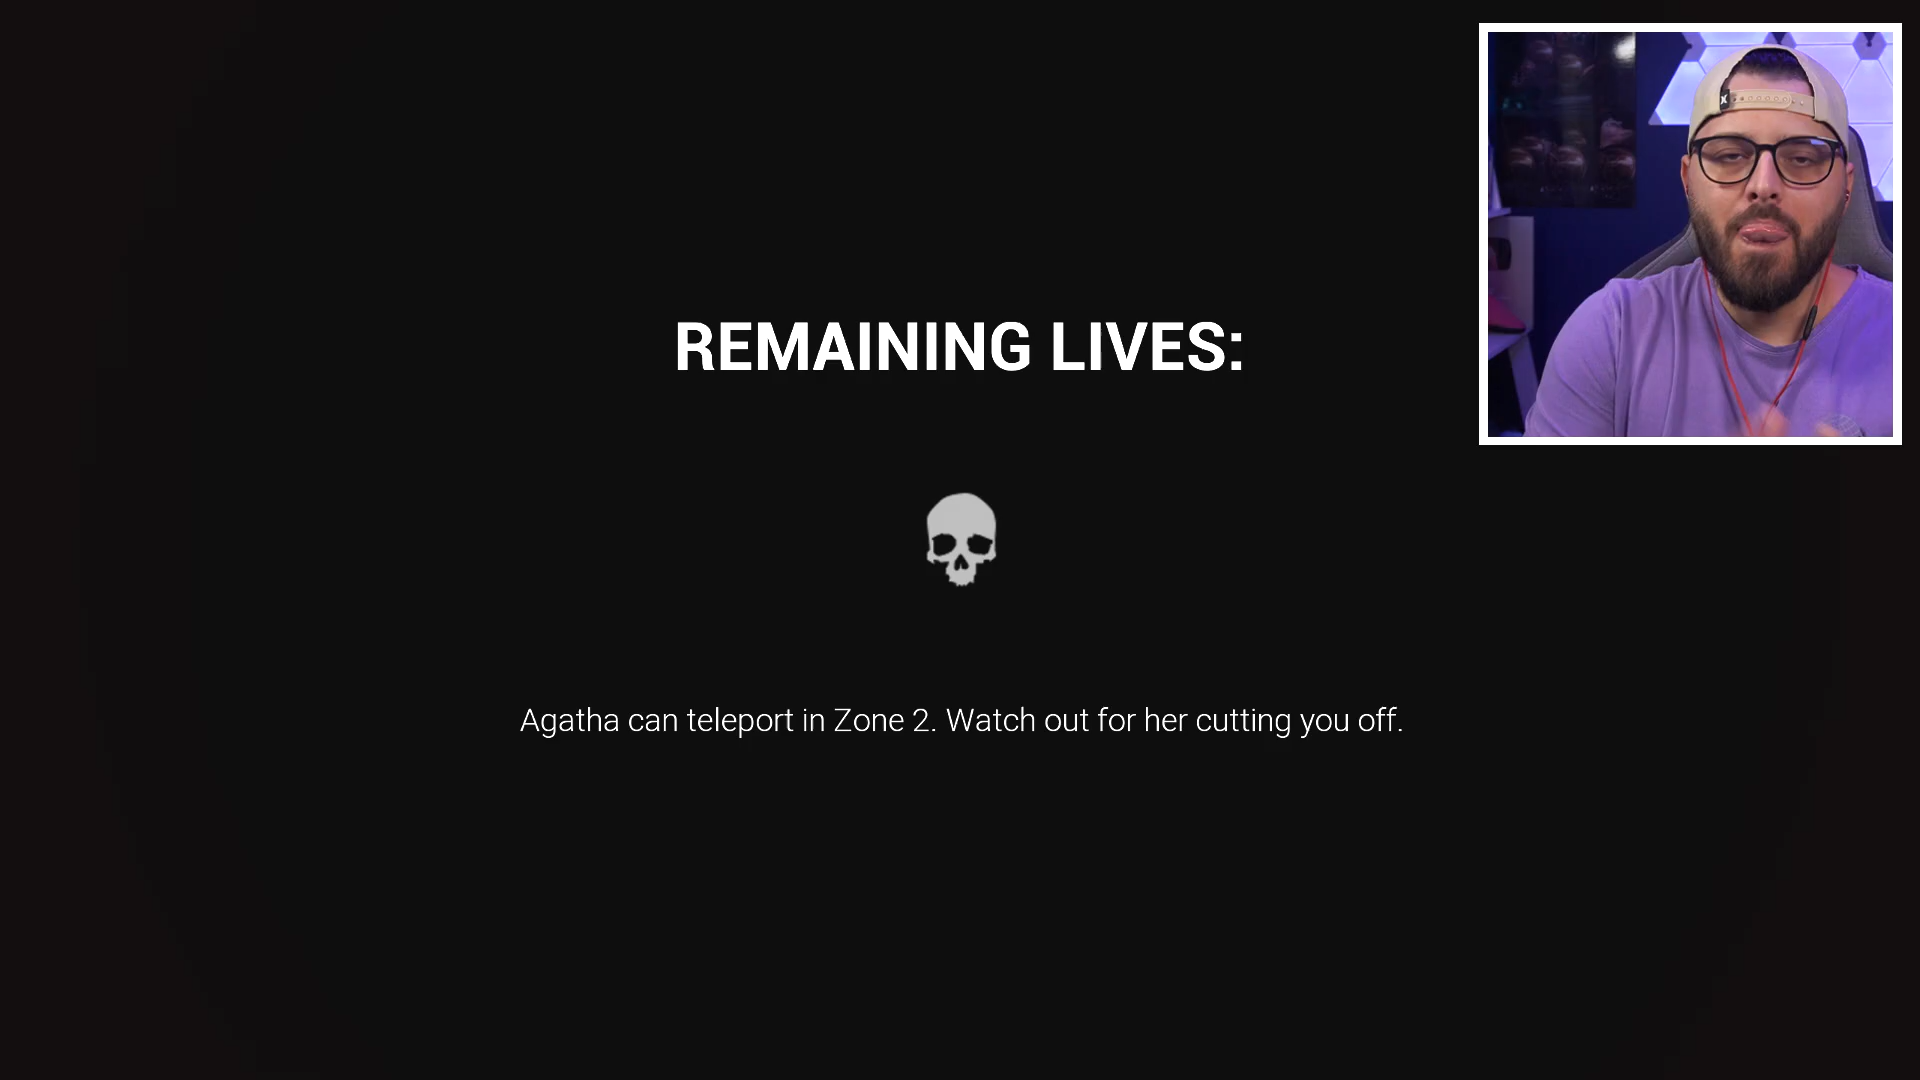 REMAINING LIVES:
Agatha can teleport in Zone 2. Watch out for her cutting you off.